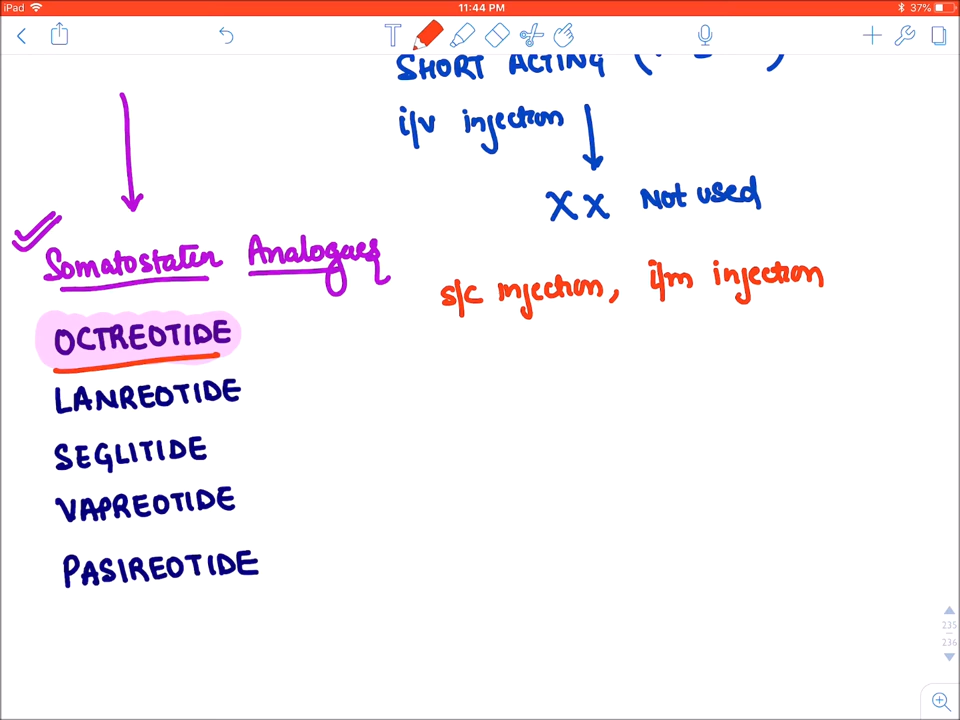 iPad 11:44 PM 37%
T
SHORT ACTING
i/v injection
X X Not used
Somatostatin Analogues
s/c injection, i/m injection
OCTREOTIDE
LANREOTIDE
SEGLITIDE
VAPREOTIDE
PASIREOTIDE
235
236